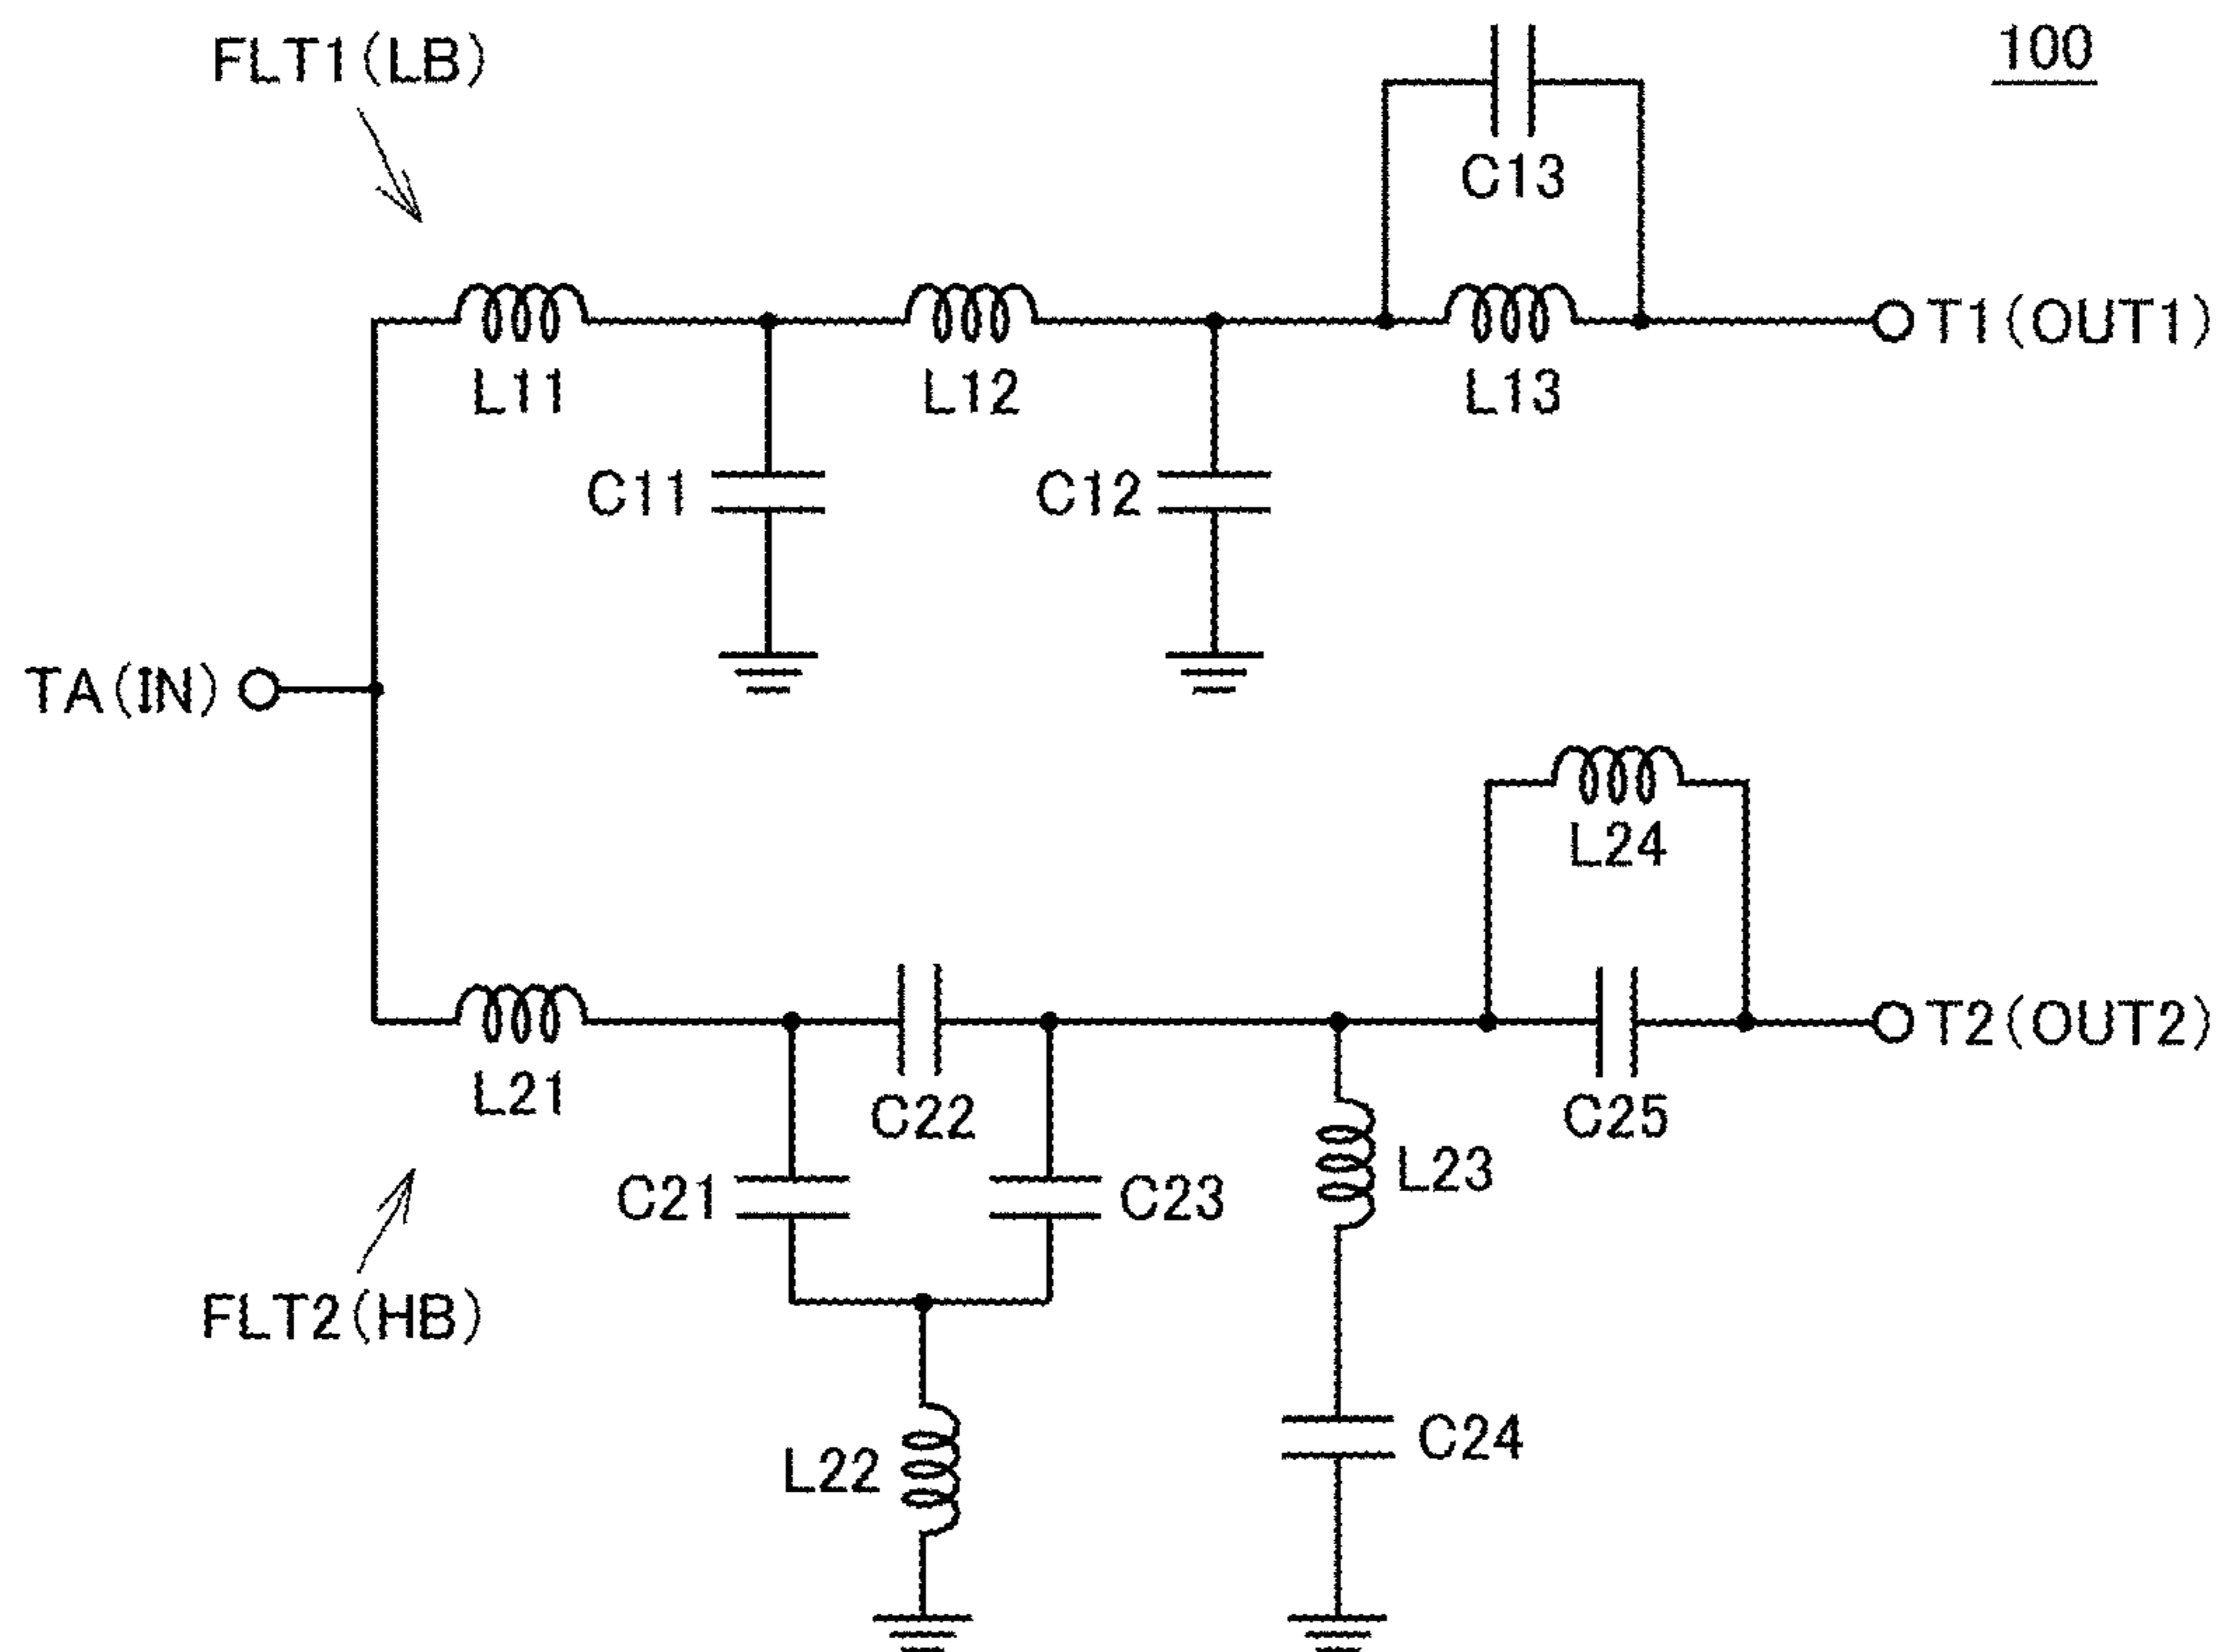 FLT1(LB)
100
C13
L11
L12
L13
T1(OUT1)
C11
C12
TA(IN)
L24
T2(OUT2)
L21
C22
C25
C21
C23
L23
FLT2(HB)
L22
C24